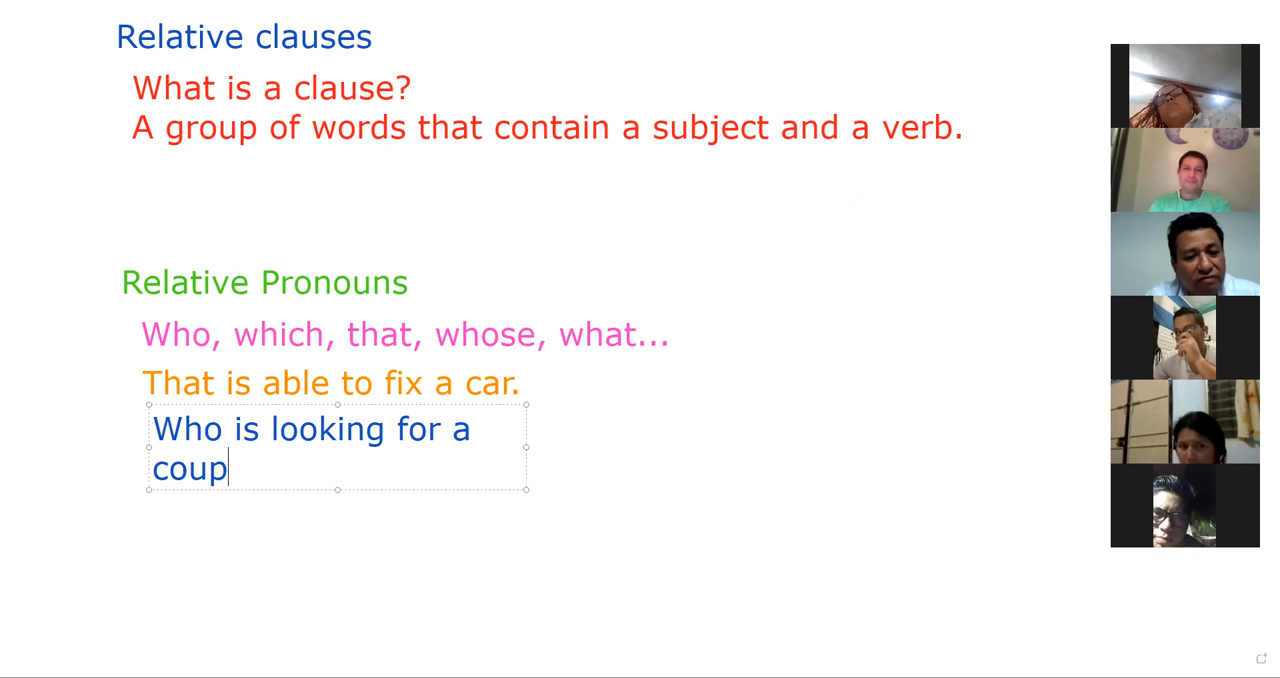 Relative clauses
What is a clause?
A group of words that contain a subject and a verb.
Relative Pronouns
Who, which, that, whose, what...
That is able to fix a car.
Who is looking for a
coup